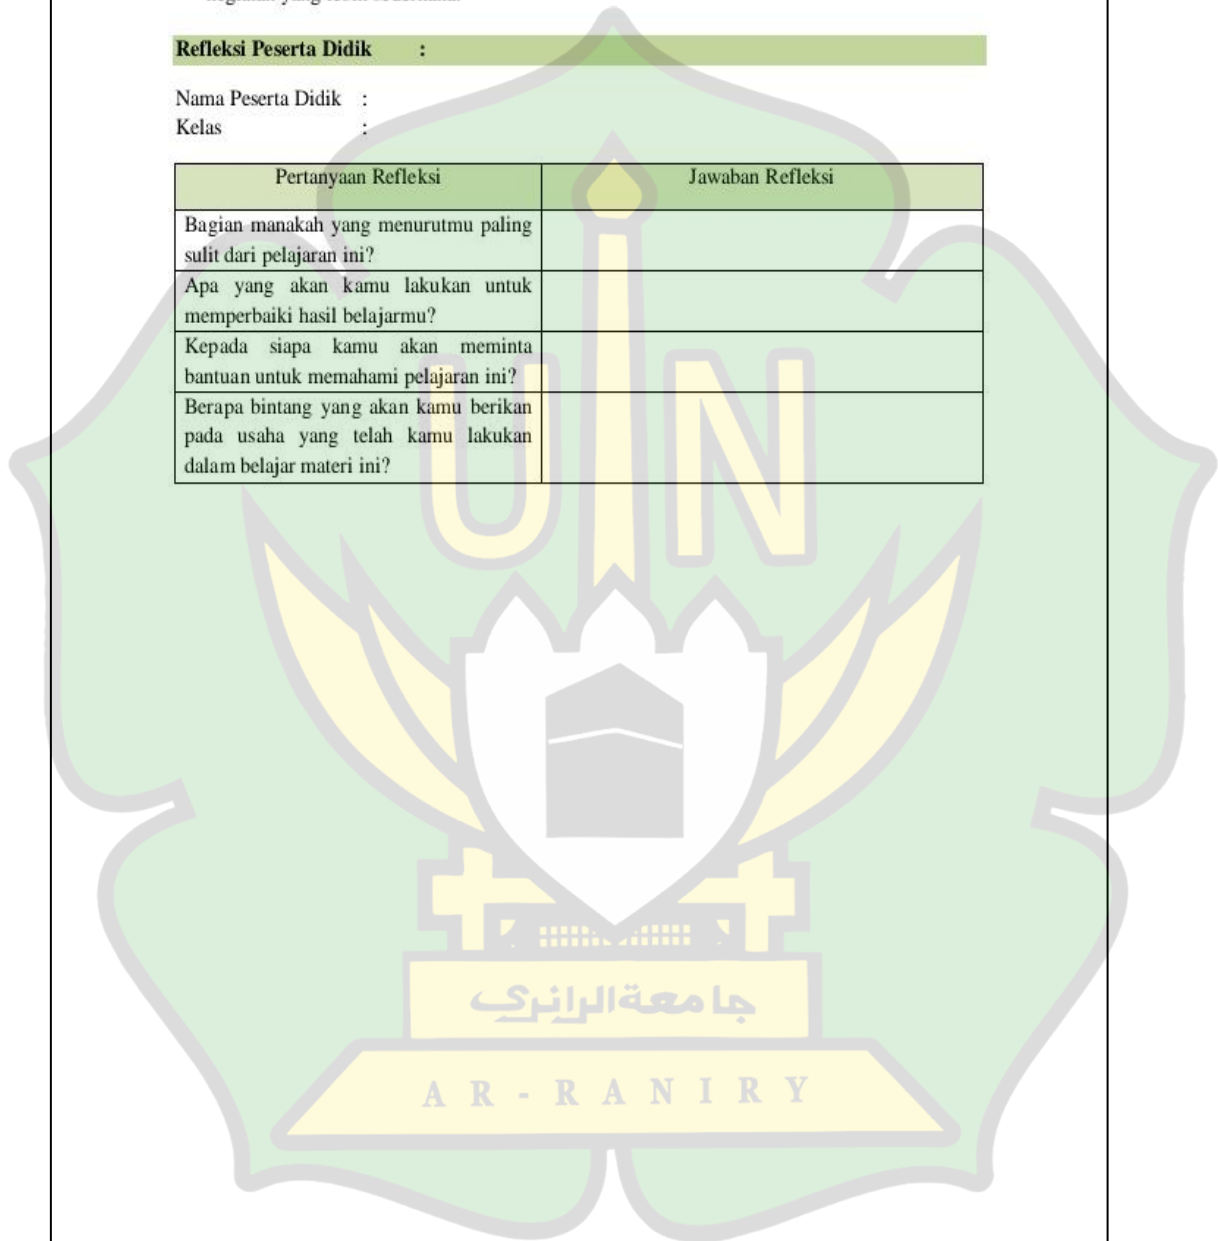 Refleksi Peserta Didik :
Nama Peserta Didik :
Kelas :
Pertanyaan Refleksi Jawaban Refleksi
Bagian manakah yang menurutmu paling
sulit dari pelajaran ini?
Apa yang akan kamu lakukan untuk
memperbaiki hasil belajarmu?
Kepada siapa kamu akan meminta
bantuan untuk memahami pelajaran ini?
Berapa bintang yang akan kamu berikan
pada usaha yang telah kamu lakukan
dalam belajar materi ini?
UIN
جامعة الرانري
AR-RANIRY